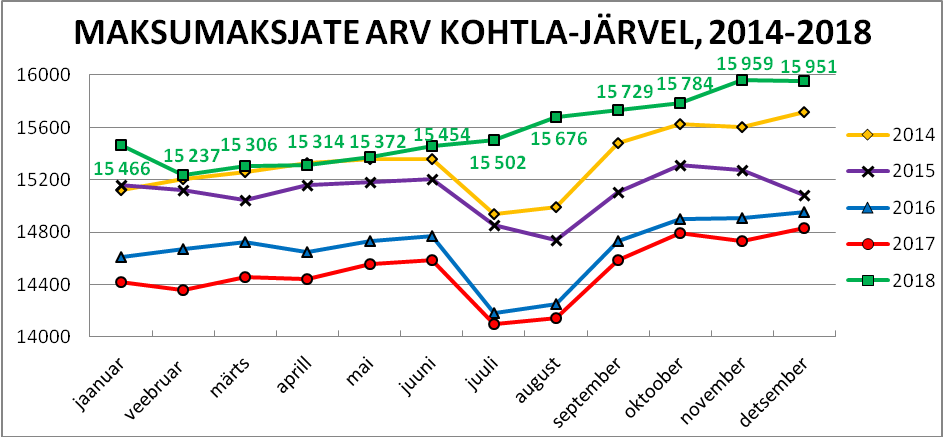 MAKSUMAKSJATE ARV KOHTLA-JÄRVEL, 2014-2018
16000
15600
15200
14800
14400
14000
15 466
15 237
15 306
15 314
15 372
15 454
15 502
15 676
15 729
15 784
15 959
15 951
jaanuar
veebruar
märts
aprill
mai
juuni
juuli
august
september
oktoober
november
detsember
2014
2015
2016
2017
2018